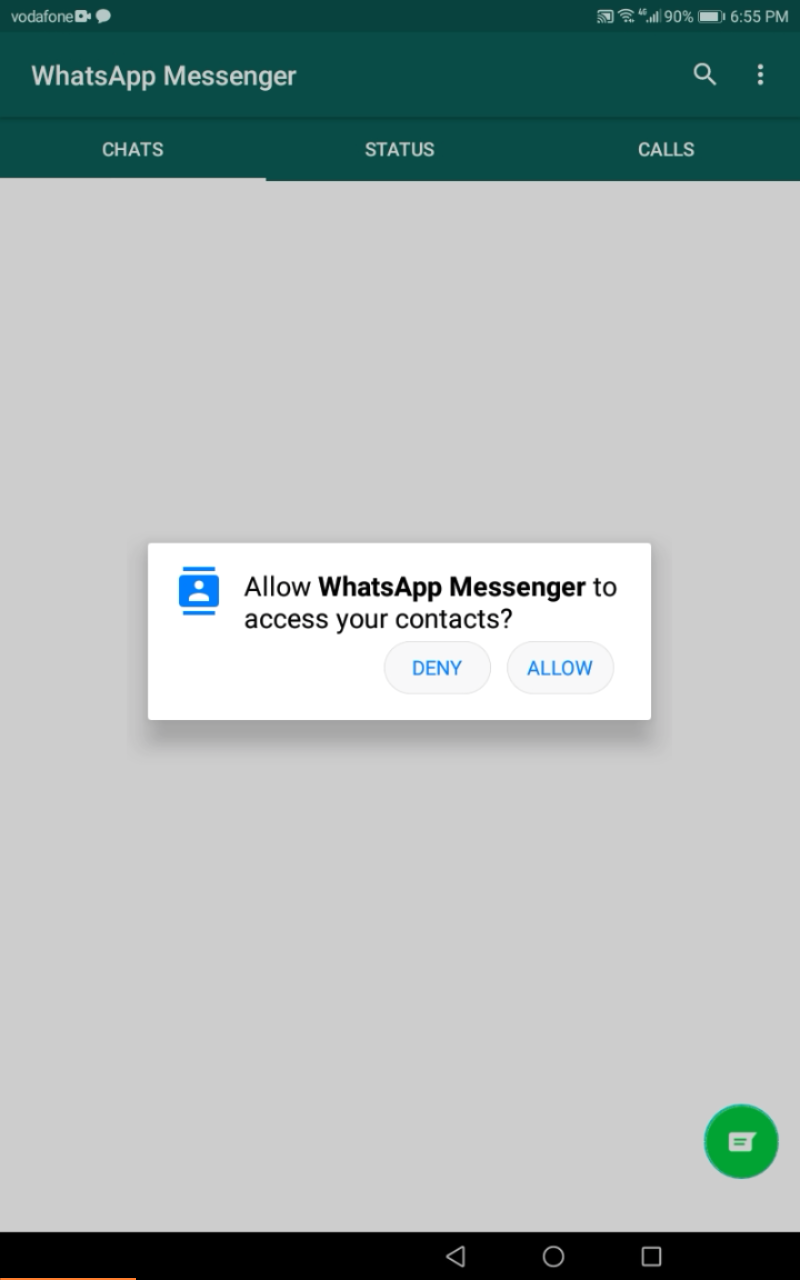 vodafone 4G 90% 6:55 PM
WhatsApp Messenger
CHATS STATUS CALLS
Allow WhatsApp Messenger to
access your contacts?
DENY ALLOW